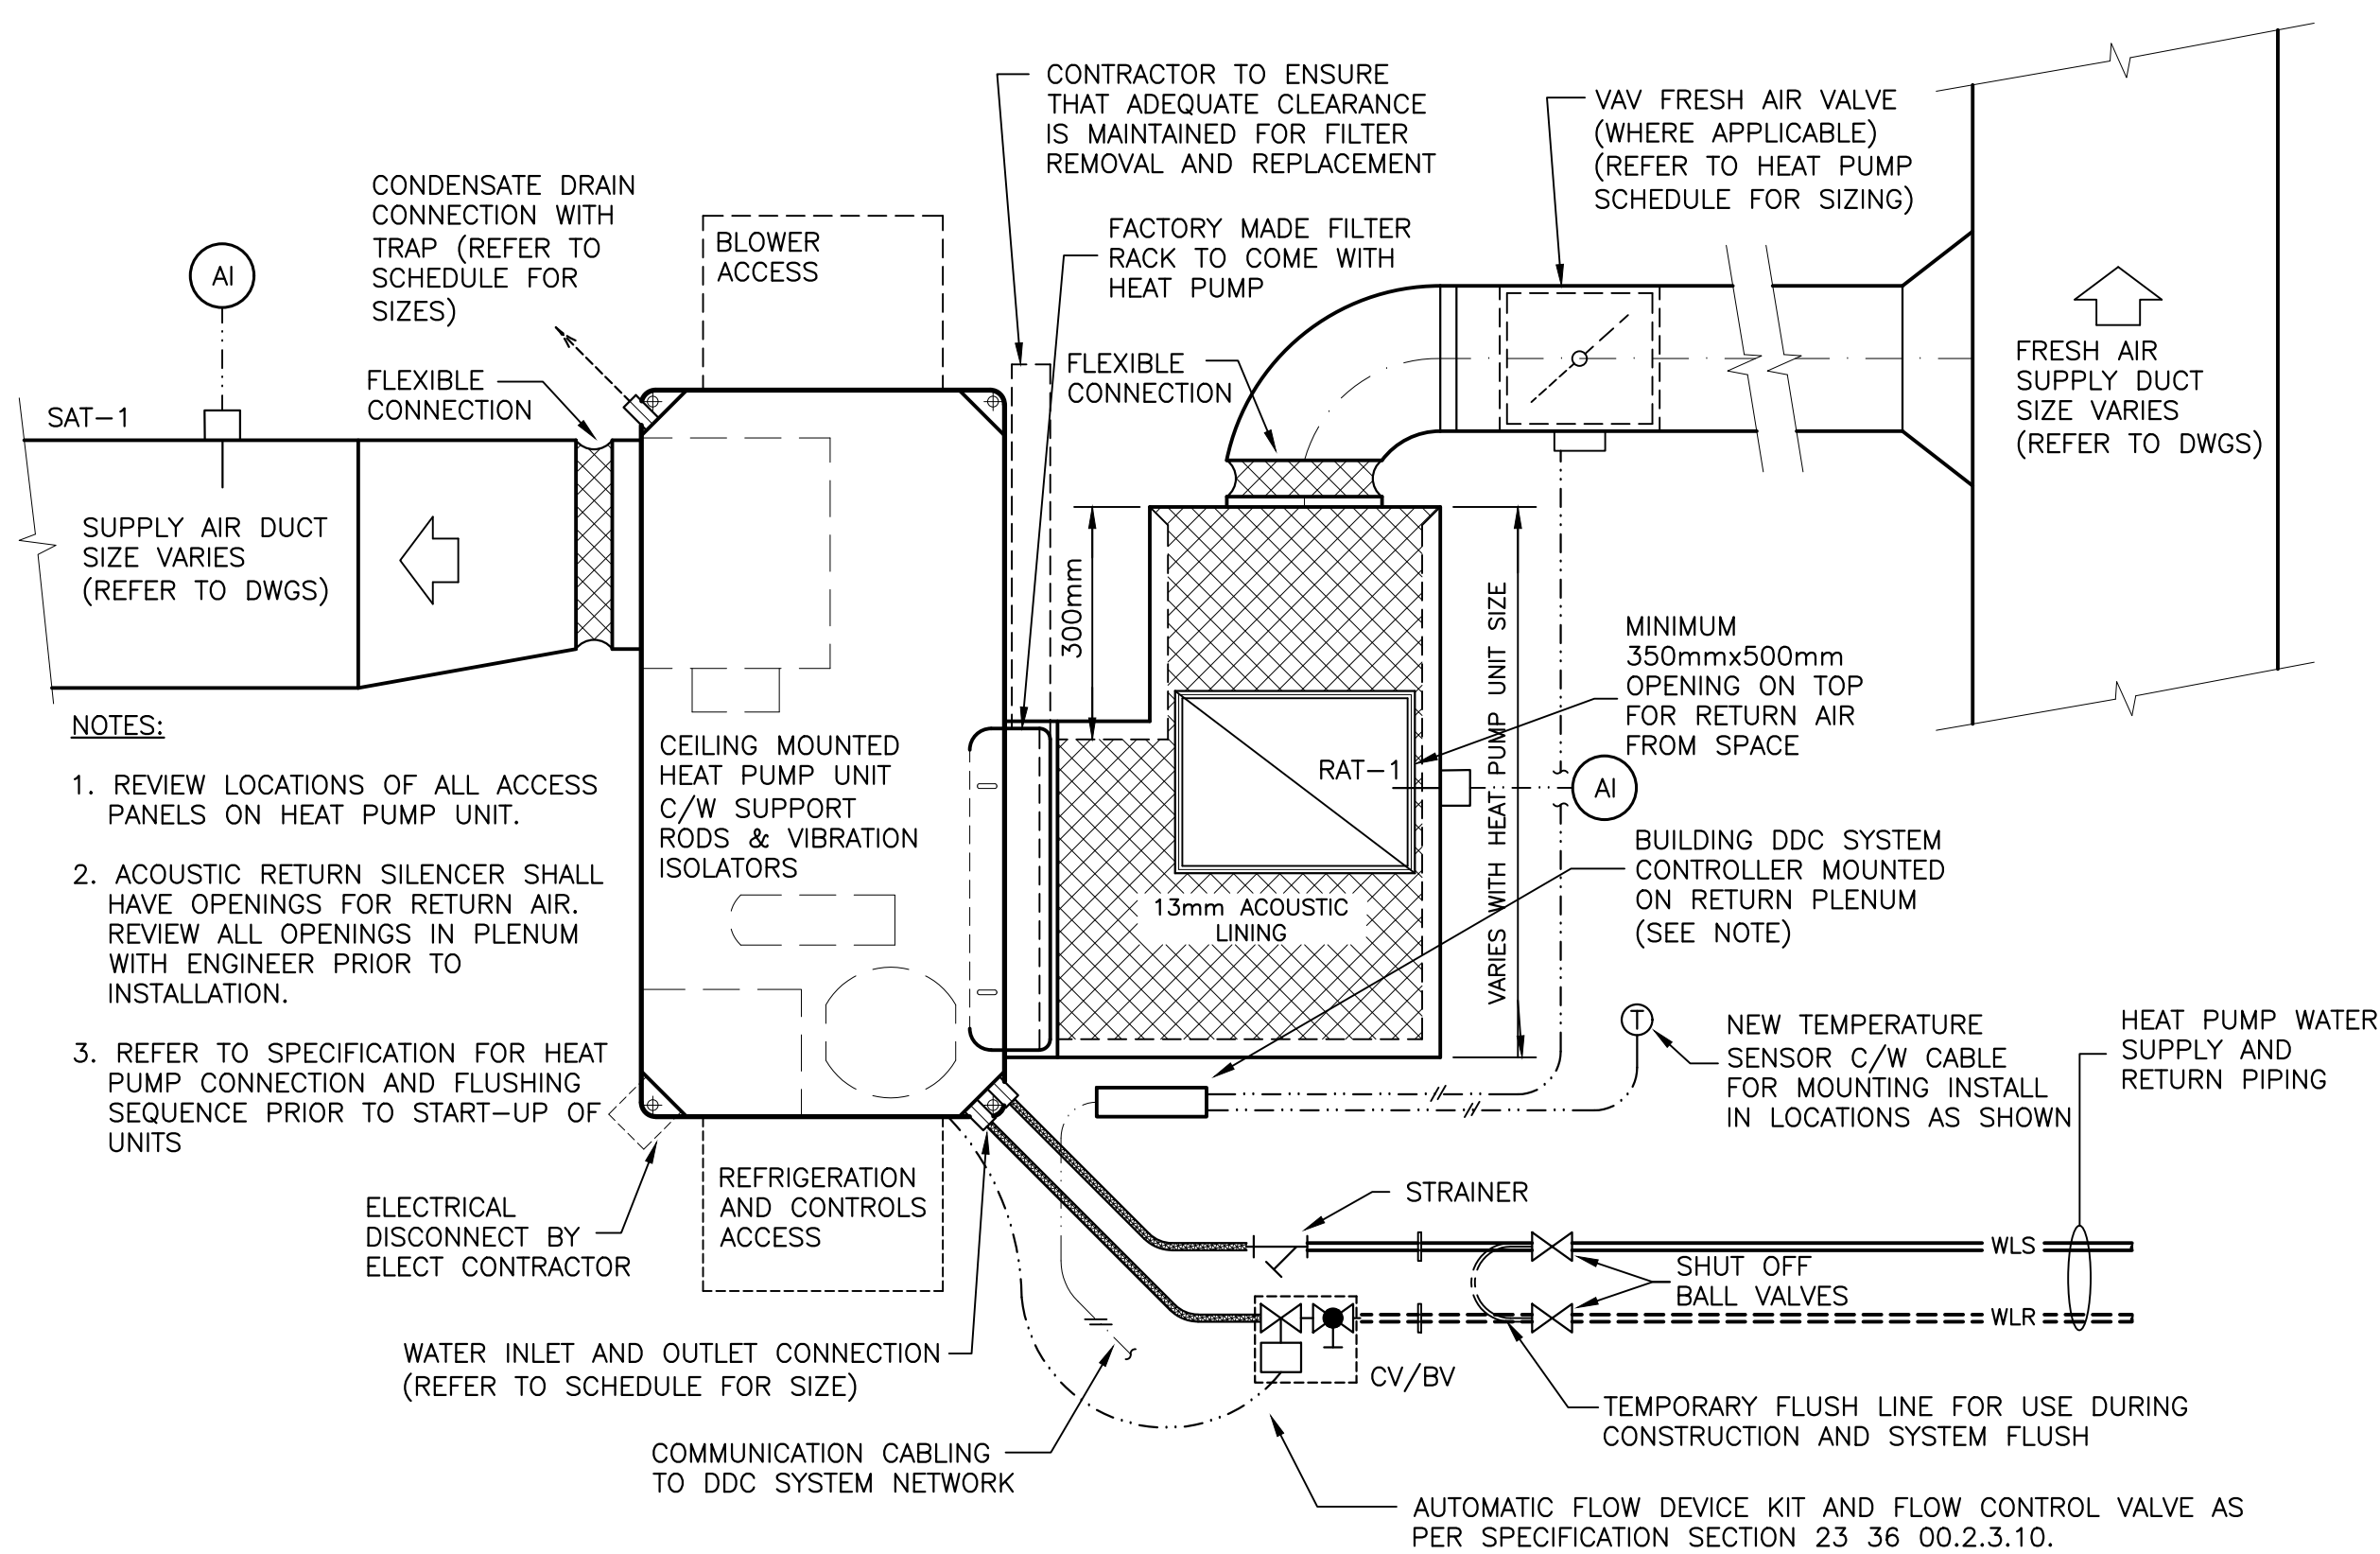 CONTRACTOR TO ENSURE
THAT ADEQUATE CLEARANCE
IS MAINTAINED FOR FILTER
REMOVAL AND REPLACEMENT
VAV FRESH AIR VALVE
(WHERE APPLICABLE)
(REFER TO HEAT PUMP
SCHEDULE FOR SIZING)
CONDENSATE DRAIN
CONNECTION WITH
TRAP (REFER TO
SCHEDULE FOR
SIZES)
BLOWER
ACCESS
FACTORY MADE FILTER
RACK TO COME WITH
HEAT PUMP
AI
FLEXIBLE
CONNECTION
FLEXIBLE
CONNECTION
FRESH AIR
SUPPLY DUCT
SIZE VARIES
(REFER TO DWGS)
SAT-1
SUPPLY AIR DUCT
SIZE VARIES
(REFER TO DWGS)
300mm
VARIES WITH HEAT PUMP UNIT SIZE
MINIMUM
350mmx500mm
OPENING ON TOP
FOR RETURN AIR
FROM SPACE
NOTES:
1. REVIEW LOCATIONS OF ALL ACCESS
PANELS ON HEAT PUMP UNIT.
2. ACOUSTIC RETURN SILENCER SHALL
HAVE OPENINGS FOR RETURN AIR.
REVIEW ALL OPENINGS IN PLENUM
WITH ENGINEER PRIOR TO
INSTALLATION.
3. REFER TO SPECIFICATION FOR HEAT
PUMP CONNECTION AND FLUSHING
SEQUENCE PRIOR TO START-UP OF
UNITS
CEILING MOUNTED
HEAT PUMP UNIT
C/W SUPPORT
RODS & VIBRATION
ISOLATORS
RAT-1
AI
13mm ACOUSTIC
LINING
BUILDING DDC SYSTEM
CONTROLLER MOUNTED
ON RETURN PLENUM
(SEE NOTE)
T
NEW TEMPERATURE
SENSOR C/W CABLE
FOR MOUNTING INSTALL
IN LOCATIONS AS SHOWN
HEAT PUMP WATER
SUPPLY AND
RETURN PIPING
ELECTRICAL
DISCONNECT BY
ELECT CONTRACTOR
REFRIGERATION
AND CONTROLS
ACCESS
STRAINER
WLS
SHUT OFF
BALL VALVES
WLR
WATER INLET AND OUTLET CONNECTION
(REFER TO SCHEDULE FOR SIZE)
CV/BV
TEMPORARY FLUSH LINE FOR USE DURING
CONSTRUCTION AND SYSTEM FLUSH
COMMUNICATION CABLING
TO DDC SYSTEM NETWORK
AUTOMATIC FLOW DEVICE KIT AND FLOW CONTROL VALVE AS
PER SPECIFICATION SECTION 23 36 00.2.3.10.